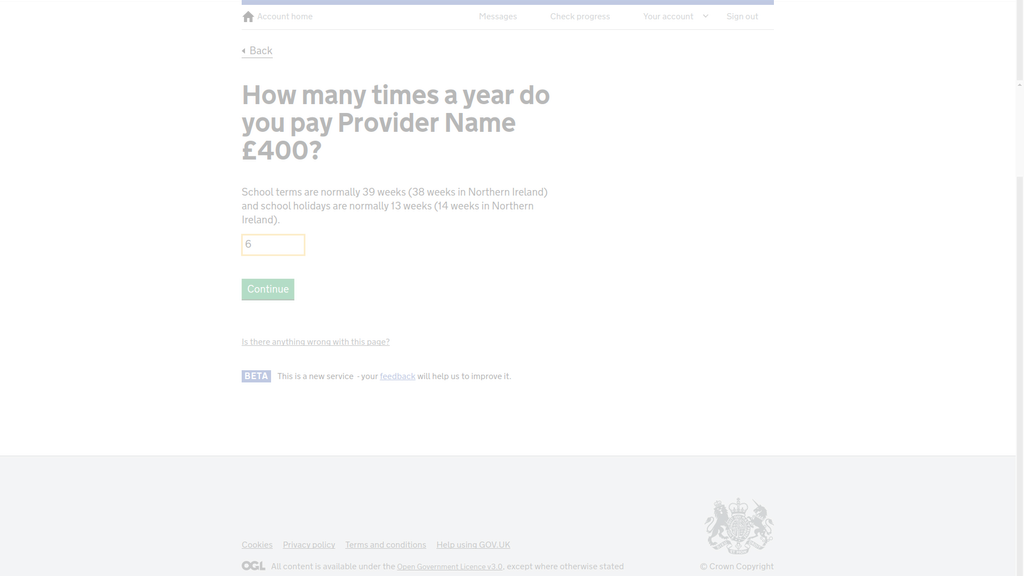 Account home Messages Check progress Your account Sign out
Back
How many times a year do
you pay Provider Name
£400?
School terms are normally 39 weeks (38 weeks in Northern Ireland)
and school holidays are normally 13 weeks (14 weeks in Northern
Ireland).
6
Continue
Is there anything wrong with this page?
BETA This is a new service - your feedback will help us to improve it.
Cookies Privacy policy Terms and conditions Help using GOV.UK
OGL All content is available under the Open Government Licence v3.0, except where otherwise stated
© Crown Copyright